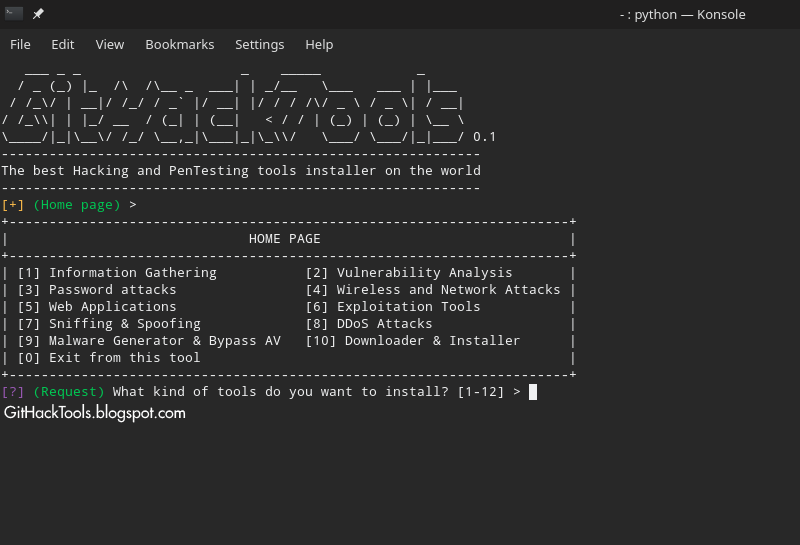 - : python — Konsole
File Edit View Bookmarks Settings Help
GitHackTools 0.1
------------------------------------------------------------
The best Hacking and PenTesting tools installer on the world
------------------------------------------------------------
[+] (Home page) >
+----------------------------------------------------------------------+
| HOME PAGE |
+----------------------------------------------------------------------+
| [1] Information Gathering [2] Vulnerability Analysis |
| [3] Password attacks [4] Wireless and Network Attacks |
| [5] Web Applications [6] Exploitation Tools |
| [7] Sniffing & Spoofing [8] DDoS Attacks |
| [9] Malware Generator & Bypass AV [10] Downloader & Installer |
| [0] Exit from this tool |
+----------------------------------------------------------------------+
[?] (Request) What kind of tools do you want to install? [1-12] >
GitHackTools.blogspot.com